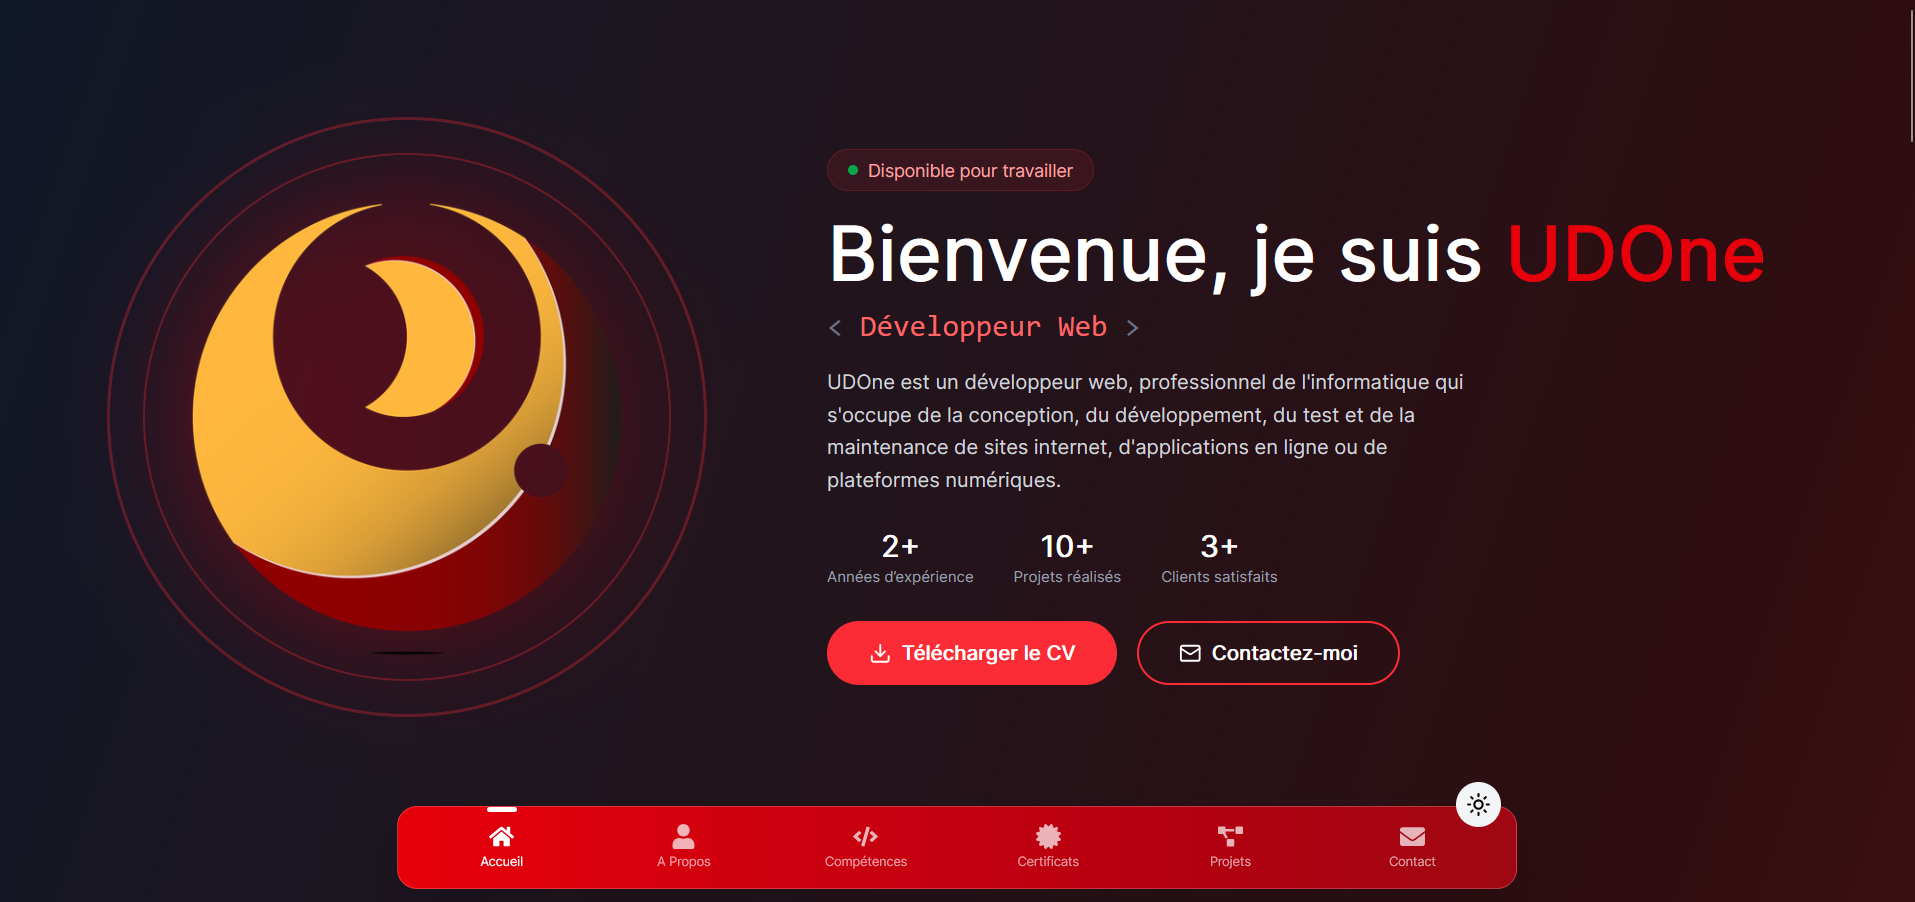 Disponible pour travailler
Bienvenue, je suis UDOne
< Développeur Web >
UDOne est un développeur web, professionnel de l'informatique qui
s'occupe de la conception, du développement, du test et de la
maintenance de sites internet, d'applications en ligne ou de
plateformes numériques.
2+ 10+ 3+
Années d'expérience Projets réalisés Clients satisfaits
Télécharger le CV Contactez-moi
Accueil A Propos Compétences Certificats Projets Contact